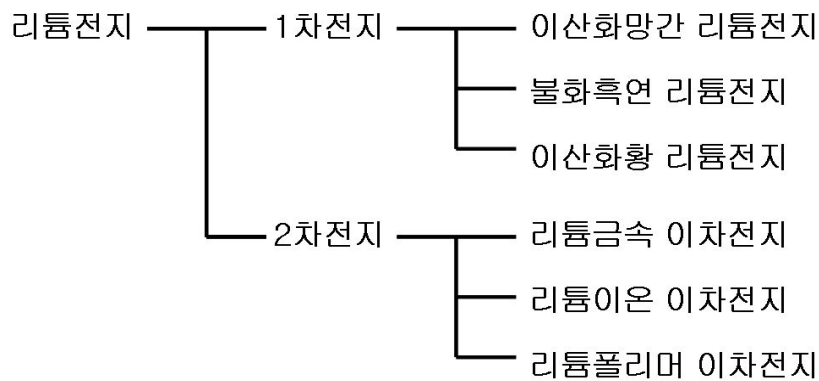 리튬전지 1차전지 이산화망간 리튬전지
불화흑연 리튬전지
이산화황 리튬전지
2차전지 리튬금속 이차전지
리튬이온 이차전지
리튬폴리머 이차전지